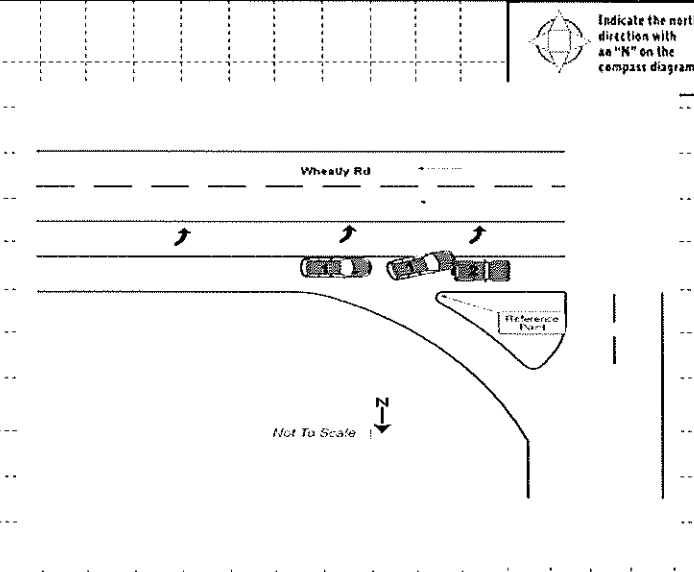 Indicate the north
direction with
an "N" on the
compass diagram
Wheatly Rd
1
2
Reference
Point
N
Not To Scale